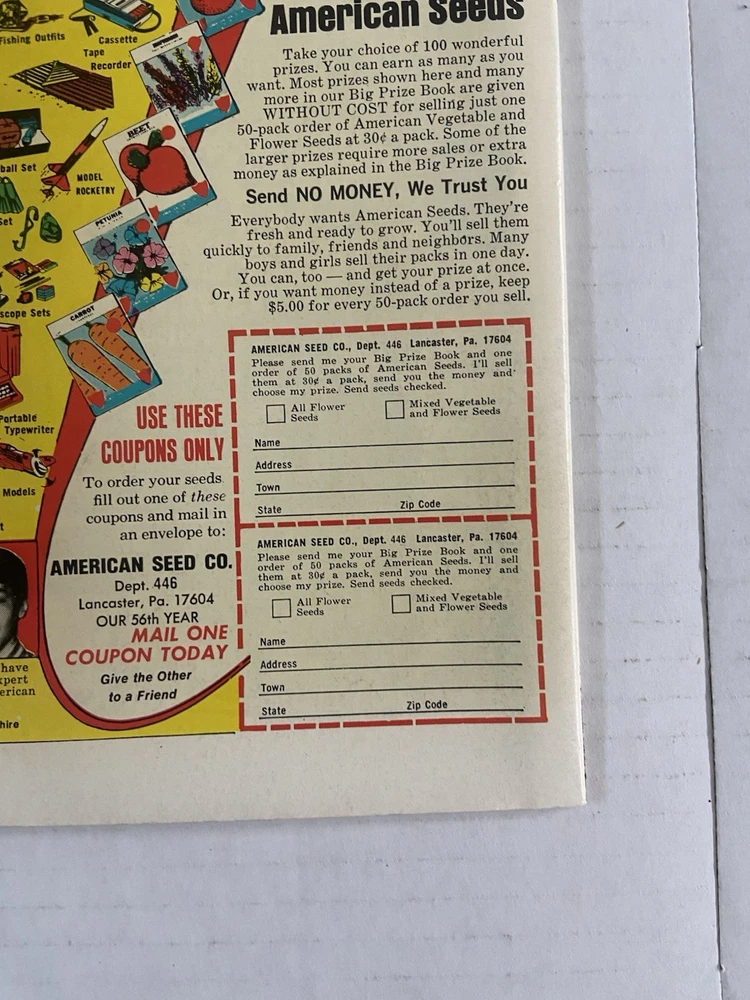 American Seeds
Take your choice of 100 wonderful
prizes. You can earn as many as you
want. Most prizes shown here and many
more in our Big Prize Book are given
WITHOUT COST for selling just one
50-pack order of American Vegetable and
Flower Seeds at 30¢ a pack. Some of the
larger prizes require more sales or extra
money as explained in the Big Prize Book.
Send NO MONEY, We Trust You
Everybody wants American Seeds. They're
fresh and ready to grow. You'll sell them
quickly to family, friends and neighbors. Many
boys and girls sell their packs in one day.
You can, too — and get your prize at once.
Or, if you want money instead of a prize, keep
$5.00 for every 50-pack order you sell.
Fishing Outfits
Cassette
Tape
Recorder
ball Set
MODEL
ROCKETRY
Set
scope Sets
Portable
Typewriter
Models
t
BEET
PETUNIA
CARROT
USE THESE
COUPONS ONLY
To order your seeds
fill out one of these
coupons and mail in
an envelope to:
AMERICAN SEED CO.
Dept. 446
Lancaster, Pa. 17604
OUR 56th YEAR
MAIL ONE
COUPON TODAY
Give the Other
to a Friend
have
xpert
erican
hire
AMERICAN SEED CO., Dept. 446 Lancaster, Pa. 17604
Please send me your Big Prize Book and one
order of 50 packs of American Seeds. I'll sell
them at 30¢ a pack, send you the money and
choose my prize. Send seeds checked.
All Flower
Seeds
Mixed Vegetable
and Flower Seeds
Name
Address
Town
State Zip Code
AMERICAN SEED CO., Dept. 446 Lancaster, Pa. 17604
Please send me your Big Prize Book and one
order of 50 packs of American Seeds. I'll sell
them at 30¢ a pack, send you the money and
choose my prize. Send seeds checked.
All Flower
Seeds
Mixed Vegetable
and Flower Seeds
Name
Address
Town
State Zip Code